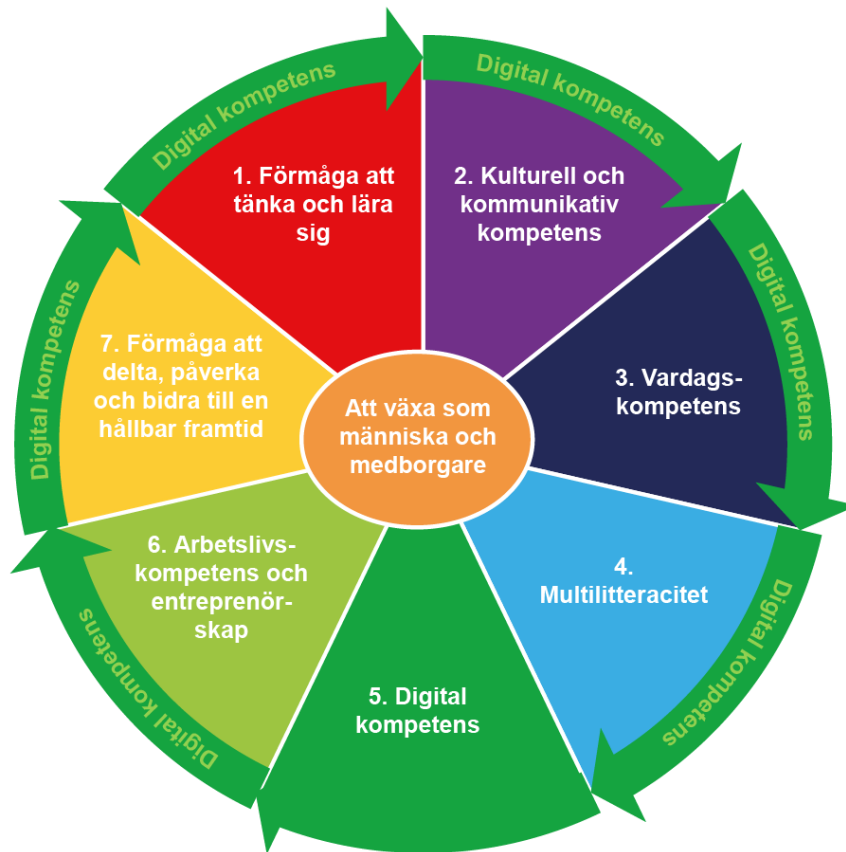 Digital kompetens
Digital kompetens
1. Förmåga att
tänka och lära
sig
2. Kulturell och
kommunikativ
kompetens
Digital kompetens
3. Vardags-
kompetens
Digital kompetens
4.
Multilitteracitet
5. Digital
kompetens
Digital kompetens
6. Arbetslivs-
kompetens och
entreprenör-
skap
Digital kompetens
7. Förmåga att
delta, påverka
och bidra till en
hållbar framtid
Att växa som
människa och
medborgare